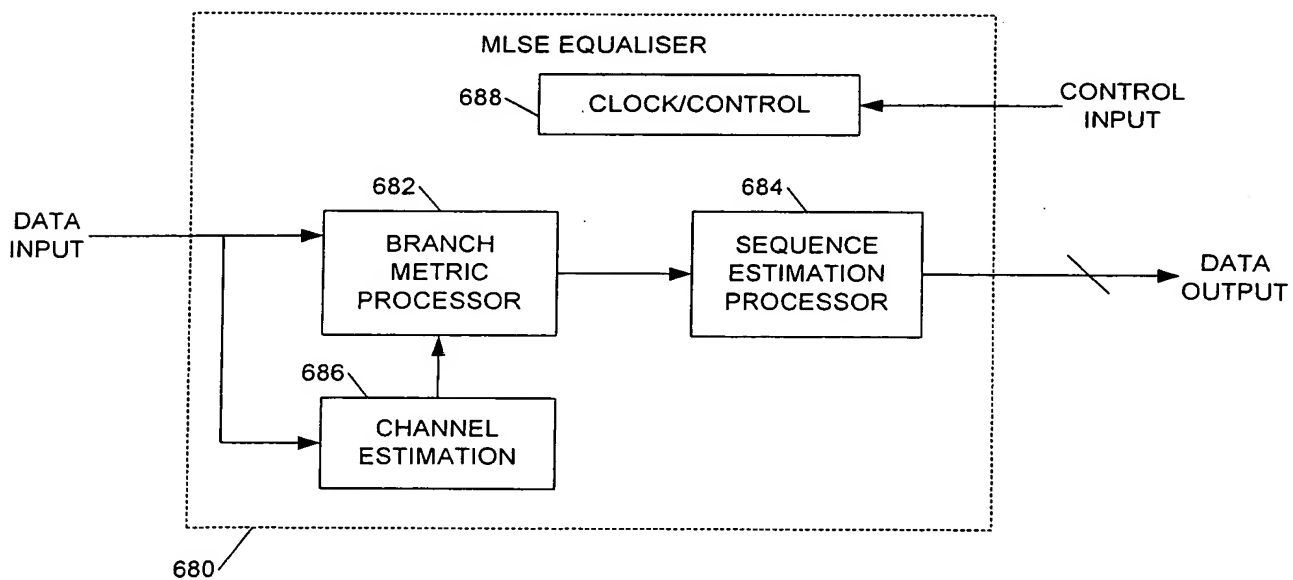 MLSE EQUALISER
688
CLOCK/CONTROL
CONTROL
INPUT
682
684
DATA
INPUT
BRANCH
METRIC
PROCESSOR
SEQUENCE
ESTIMATION
PROCESSOR
DATA
OUTPUT
686
CHANNEL
ESTIMATION
680